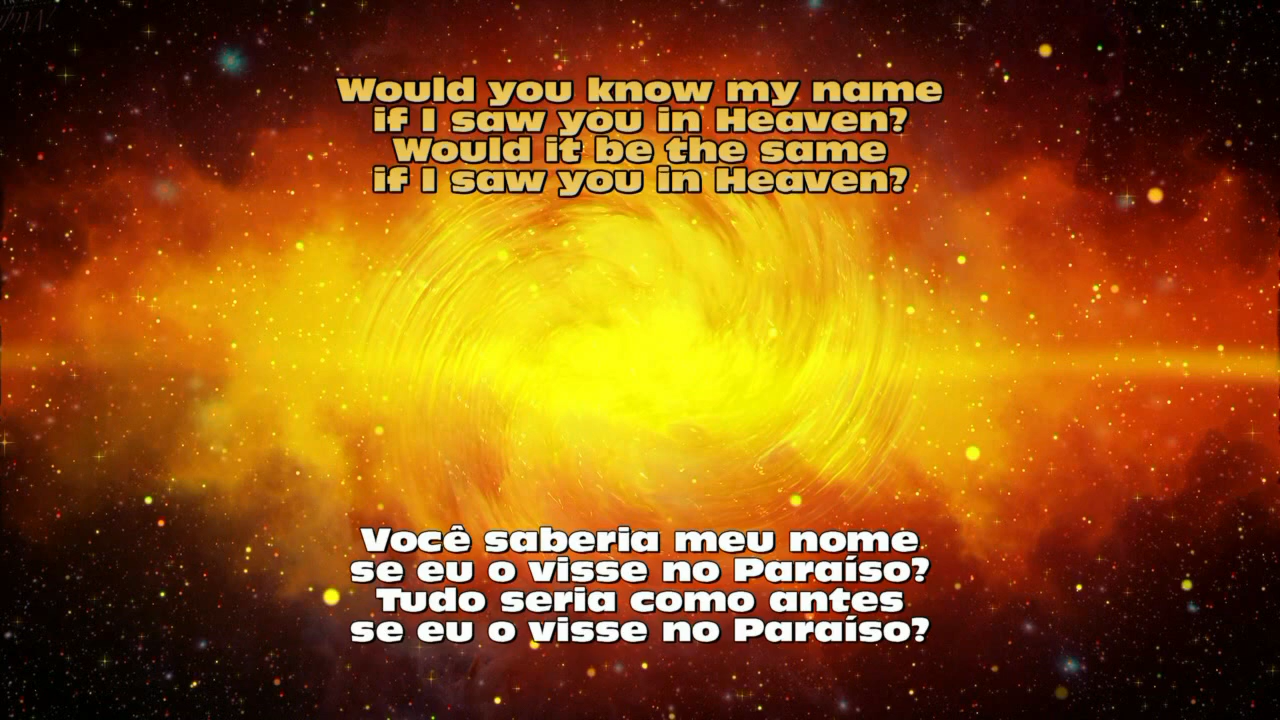 Would you know my name
if I saw you in Heaven?
Would it be the same
if I saw you in Heaven?
Você saberia meu nome
se eu o visse no Paraíso?
Tudo seria como antes
se eu o visse no Paraíso?